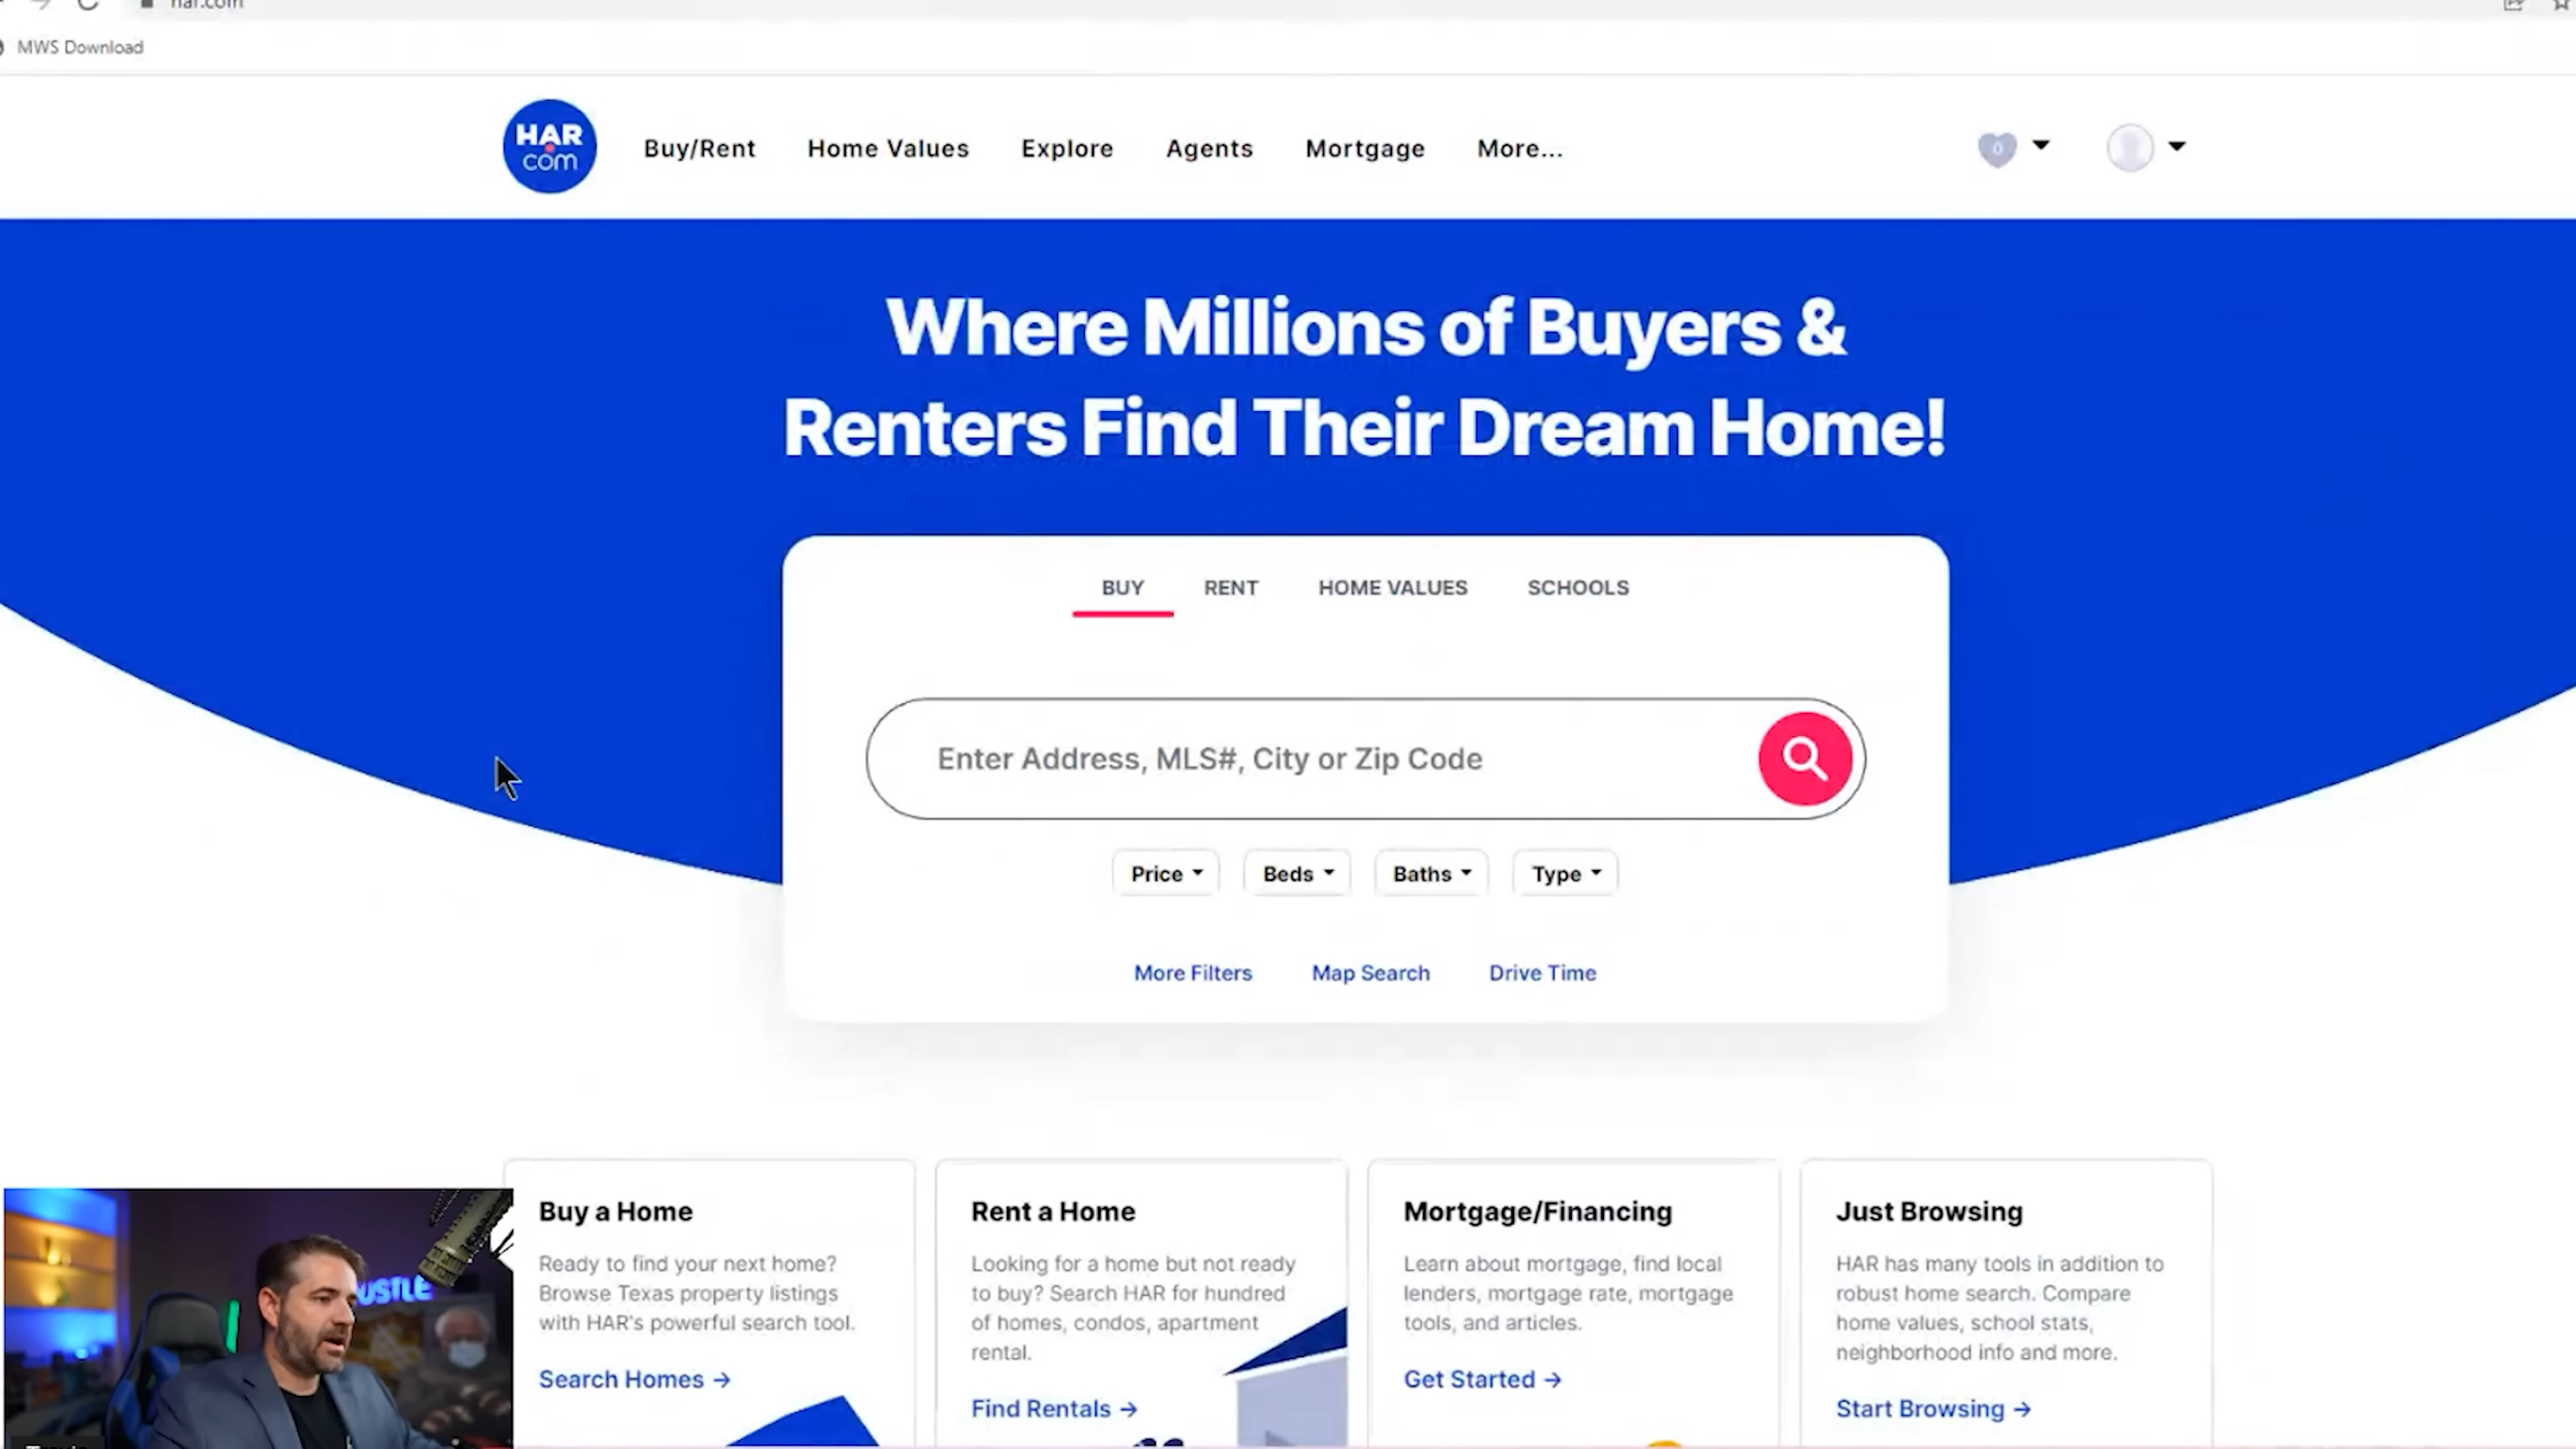 har.com
MWS Download
HAR
com
Buy/Rent
Home Values
Explore
Agents
Mortgage
More...
0
Where Millions of Buyers &
Renters Find Their Dream Home!
BUY
RENT
HOME VALUES
SCHOOLS
Enter Address, MLS#, City or Zip Code
Price
Beds
Baths
Type
More Filters
Map Search
Drive Time
Buy a Home
Ready to find your next home?
Browse Texas property listings
with HAR's powerful search tool.
Search Homes →
Rent a Home
Looking for a home but not ready
to buy? Search HAR for hundred
of homes, condos, apartment
rental.
Find Rentals →
Mortgage/Financing
Learn about mortgage, find local
lenders, mortgage rate, mortgage
tools, and articles.
Get Started →
Just Browsing
HAR has many tools in addition to
robust home search. Compare
home values, school stats,
neighborhood info and more.
Start Browsing →
USTLE